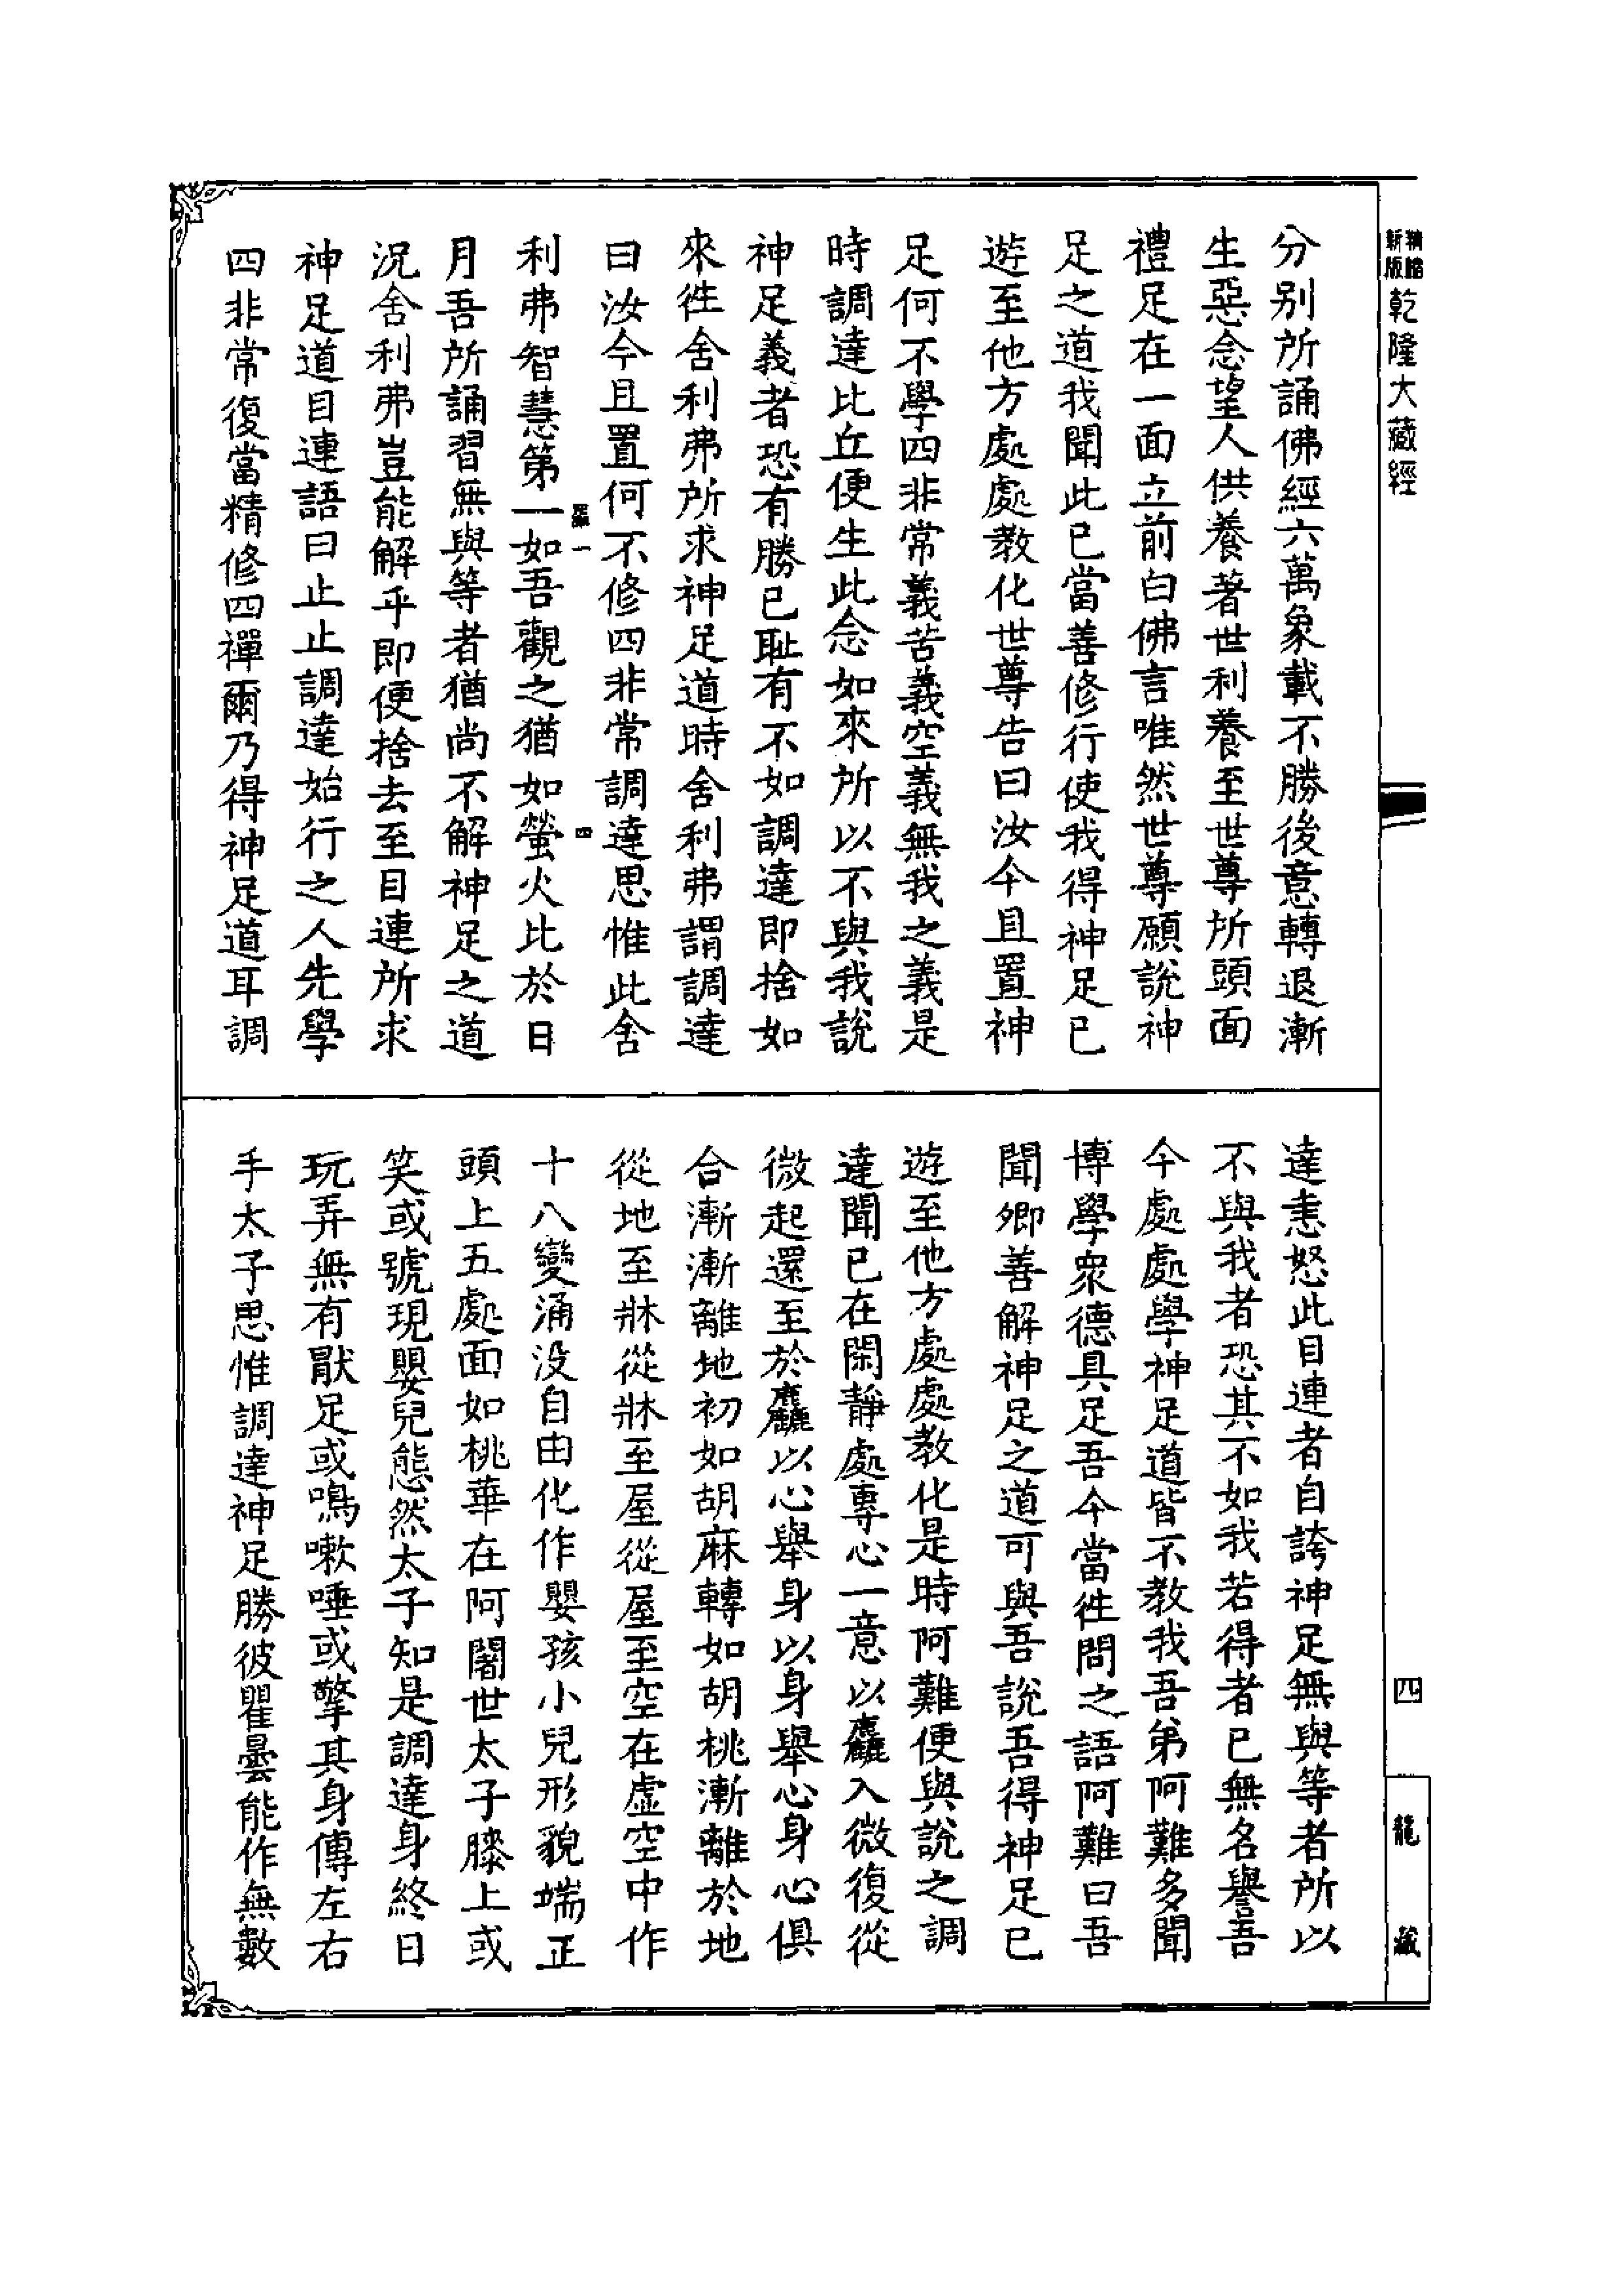 精縮
新版
乾隆大藏經
四
龍藏
分別所誦佛經六萬象載不勝後意轉退漸
生惡念望人供養著世利養至世尊所頭面
禮足在一面立前白佛言唯然世尊願說神
足之道我聞此已當善修行使我得神足已
遊至他方處處教化世尊告曰汝今且置神
足何不學四非常義苦義空義無我之義是
時調達比丘便生此念如來所以不與我說
神足義者恐有勝已耻有不如調達即捨如
來徃舍利弗所求神足道時舍利弗謂調達
曰汝今且置何不修四非常調達思惟此舍
利弗智慧第一如吾觀之猶如螢火比於日
一
四
月吾所誦習無與等者猶尚不解神足之道
況舍利弗豈能解乎即便捨去至目連所求
神足道目連語曰止止調達始行之人先學
四非常復當精修四禪爾乃得神足道耳調
達恚怒此目連者自誇神足無與等者所以
不與我者恐其不如我若得者已無名譽吾
今處處學神足道皆不教我吾弟阿難多聞
博學衆德具足吾今當徃問之語阿難曰吾
聞卿善解神足之道可與吾說吾得神足已
遊至他方處處教化是時阿難便與說之調
達聞已在閑靜處專心一意以麤入微復從
微起還至於麤以心舉身以身舉心身心俱
合漸漸離地初如胡麻轉如胡桃漸離於地
從地至牀從牀至屋從屋至空在虛空中作
十八變涌没自由化作嬰孩小兒形貌端正
頭上五處面如桃華在阿闍世太子膝上或
笑或號現嬰兒態然太子知是調達身終日
玩弄無有猒足或鳴嗽唾或擎其身傳左右
手太子思惟調達神足勝彼瞿曇能作無數